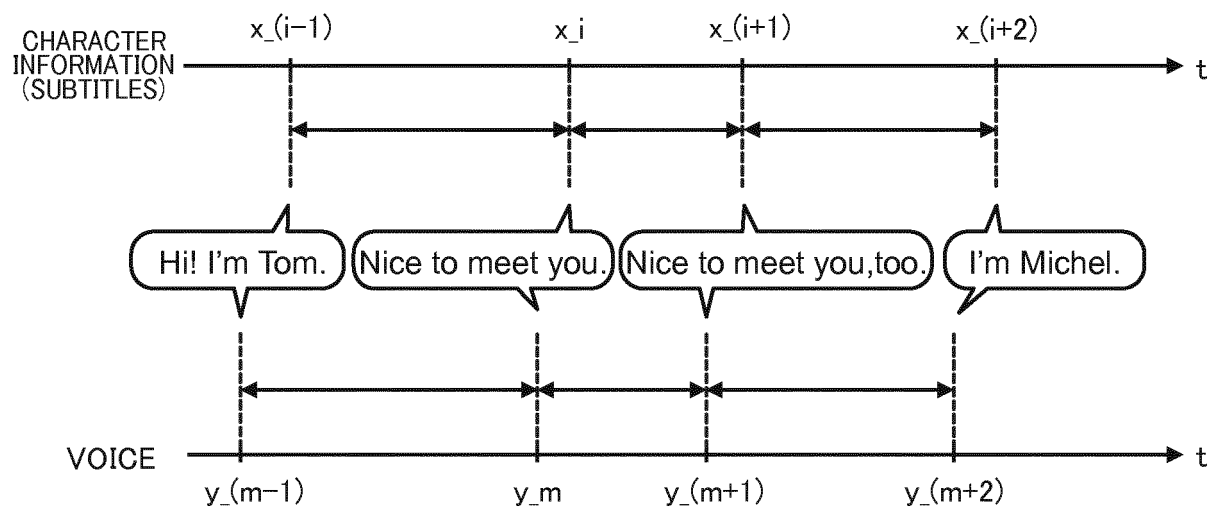 x_(i−1) x_i x_(i+1) x_(i+2)
CHARACTER
INFORMATION
(SUBTITLES)
t
Hi! I'm Tom. Nice to meet you. Nice to meet you,too. I'm Michel.
VOICE
t
y_(m−1) y_m y_(m+1) y_(m+2)